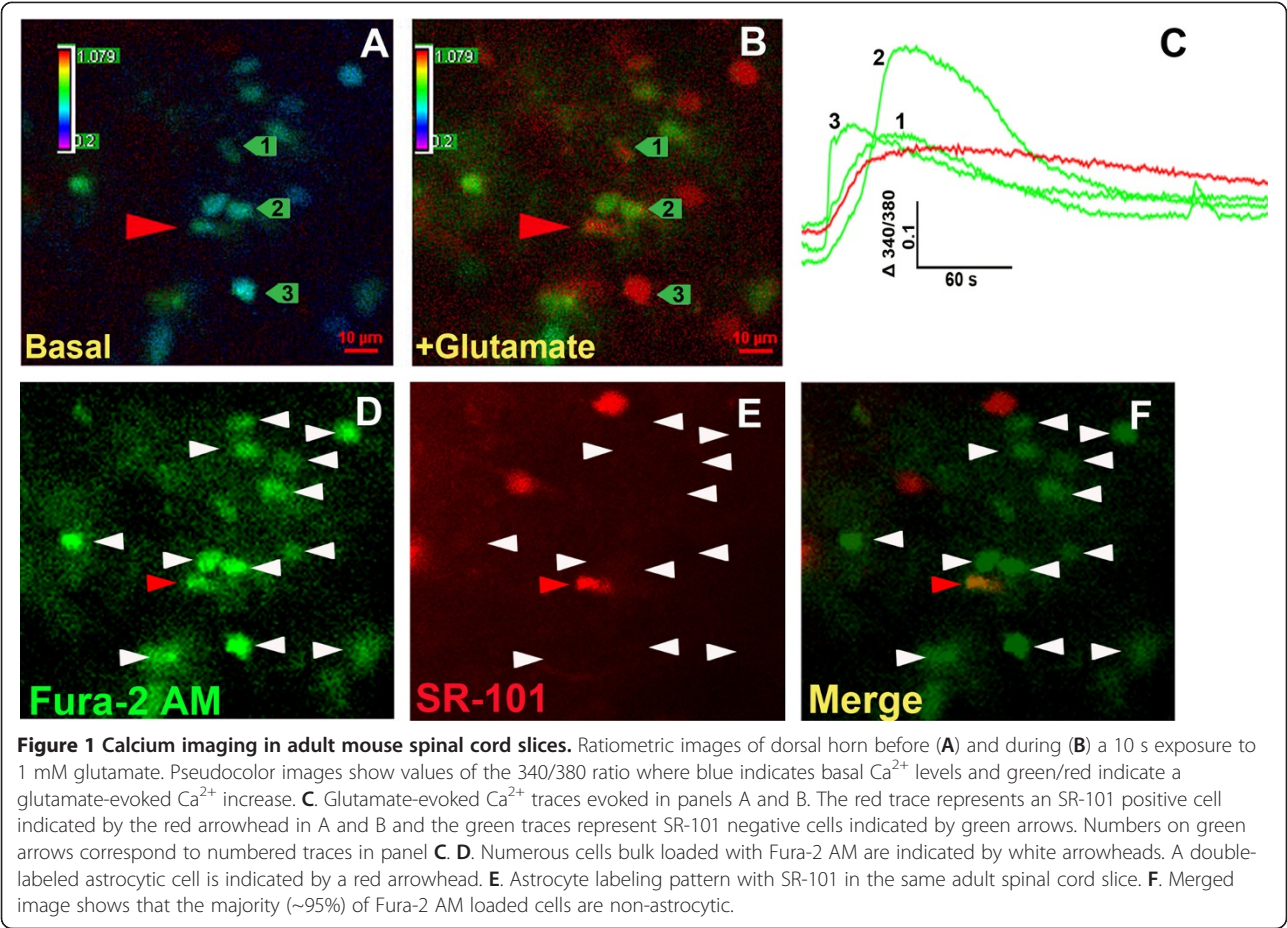 A
1.079
0.2
1
2
3
Basal
10 µm
B
1.079
0.2
1
2
3
+Glutamate
10 µm
C
2
3
1
Δ 340/380
0.1
60 s
D
Fura-2 AM
E
SR-101
F
Merge
Figure 1 Calcium imaging in adult mouse spinal cord slices. Ratiometric images of dorsal horn before (A) and during (B) a 10 s exposure to
1 mM glutamate. Pseudocolor images show values of the 340/380 ratio where blue indicates basal Ca²⁺ levels and green/red indicate a
glutamate-evoked Ca²⁺ increase. C. Glutamate-evoked Ca²⁺ traces evoked in panels A and B. The red trace represents an SR-101 positive cell
indicated by the red arrowhead in A and B and the green traces represent SR-101 negative cells indicated by green arrows. Numbers on green
arrows correspond to numbered traces in panel C. D. Numerous cells bulk loaded with Fura-2 AM are indicated by white arrowheads. A double-
labeled astrocytic cell is indicated by a red arrowhead. E. Astrocyte labeling pattern with SR-101 in the same adult spinal cord slice. F. Merged
image shows that the majority (~95%) of Fura-2 AM loaded cells are non-astrocytic.